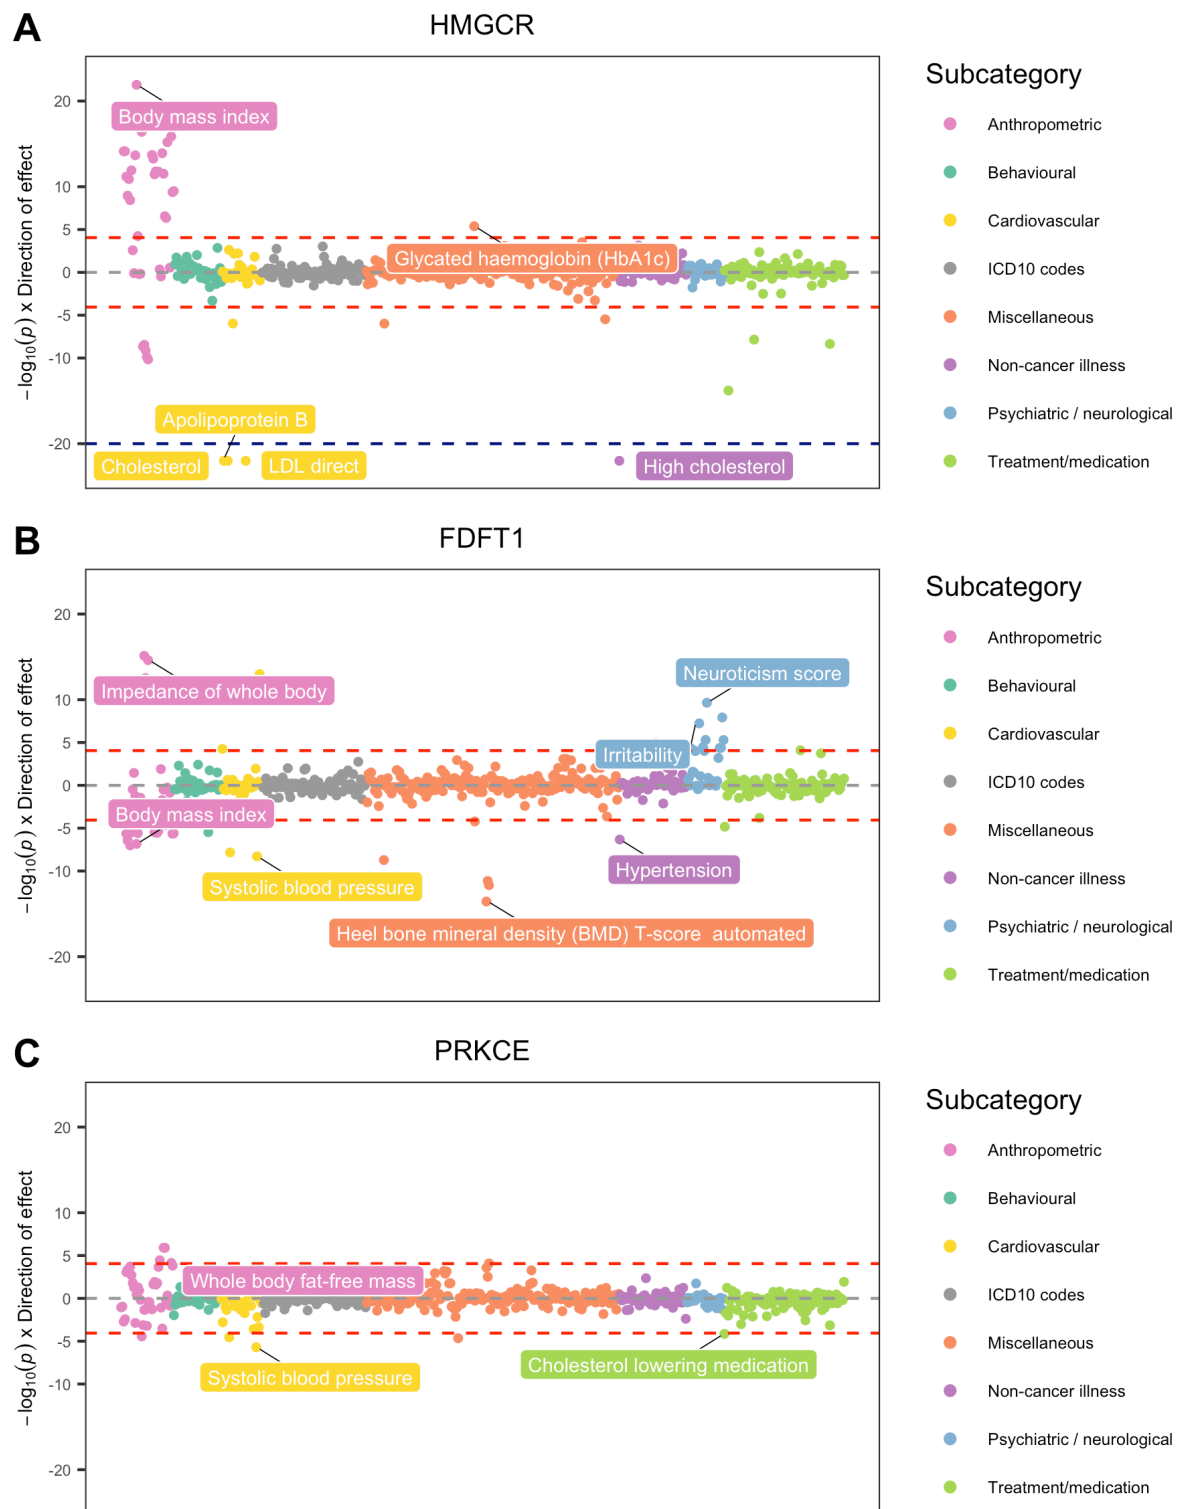 A
HMGCR
−log10(p) x Direction of effect
20
10
5
0
-5
-10
-20
Body mass index
Glycated haemoglobin (HbA1c)
Apolipoprotein B
Cholesterol
LDL direct
High cholesterol
Subcategory
Anthropometric
Behavioural
Cardiovascular
ICD10 codes
Miscellaneous
Non-cancer illness
Psychiatric / neurological
Treatment/medication
B
FDFT1
−log10(p) x Direction of effect
20
10
5
0
-5
-10
-20
Neuroticism score
Impedance of whole body
Irritability
Body mass index
Hypertension
Systolic blood pressure
Heel bone mineral density (BMD) T-score  automated
Subcategory
Anthropometric
Behavioural
Cardiovascular
ICD10 codes
Miscellaneous
Non-cancer illness
Psychiatric / neurological
Treatment/medication
C
PRKCE
−log10(p) x Direction of effect
20
10
5
0
-5
-10
-20
Whole body fat-free mass
Cholesterol lowering medication
Systolic blood pressure
Subcategory
Anthropometric
Behavioural
Cardiovascular
ICD10 codes
Miscellaneous
Non-cancer illness
Psychiatric / neurological
Treatment/medication